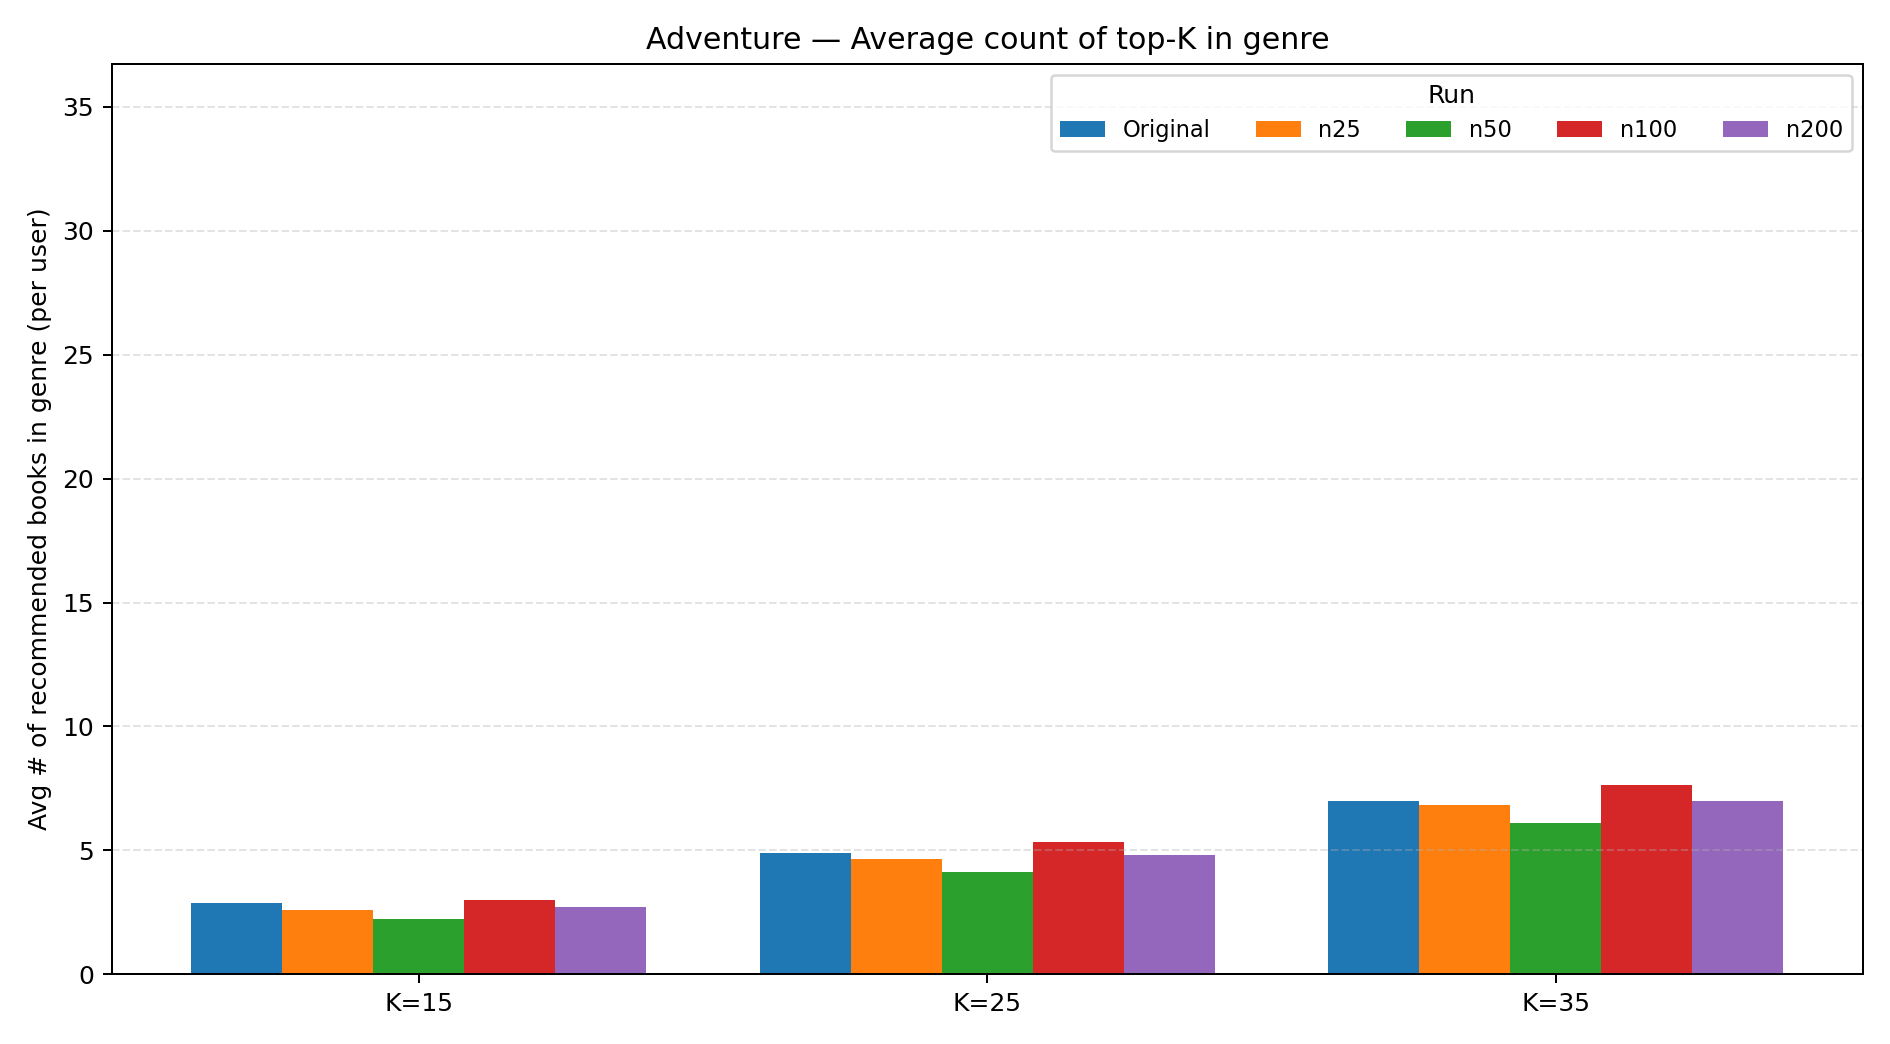 Adventure — Average count of top-K in genre
Avg # of recommended books in genre (per user)
35
30
25
20
15
10
5
0
Run
Original n25 n50 n100 n200
K=15 K=25 K=35